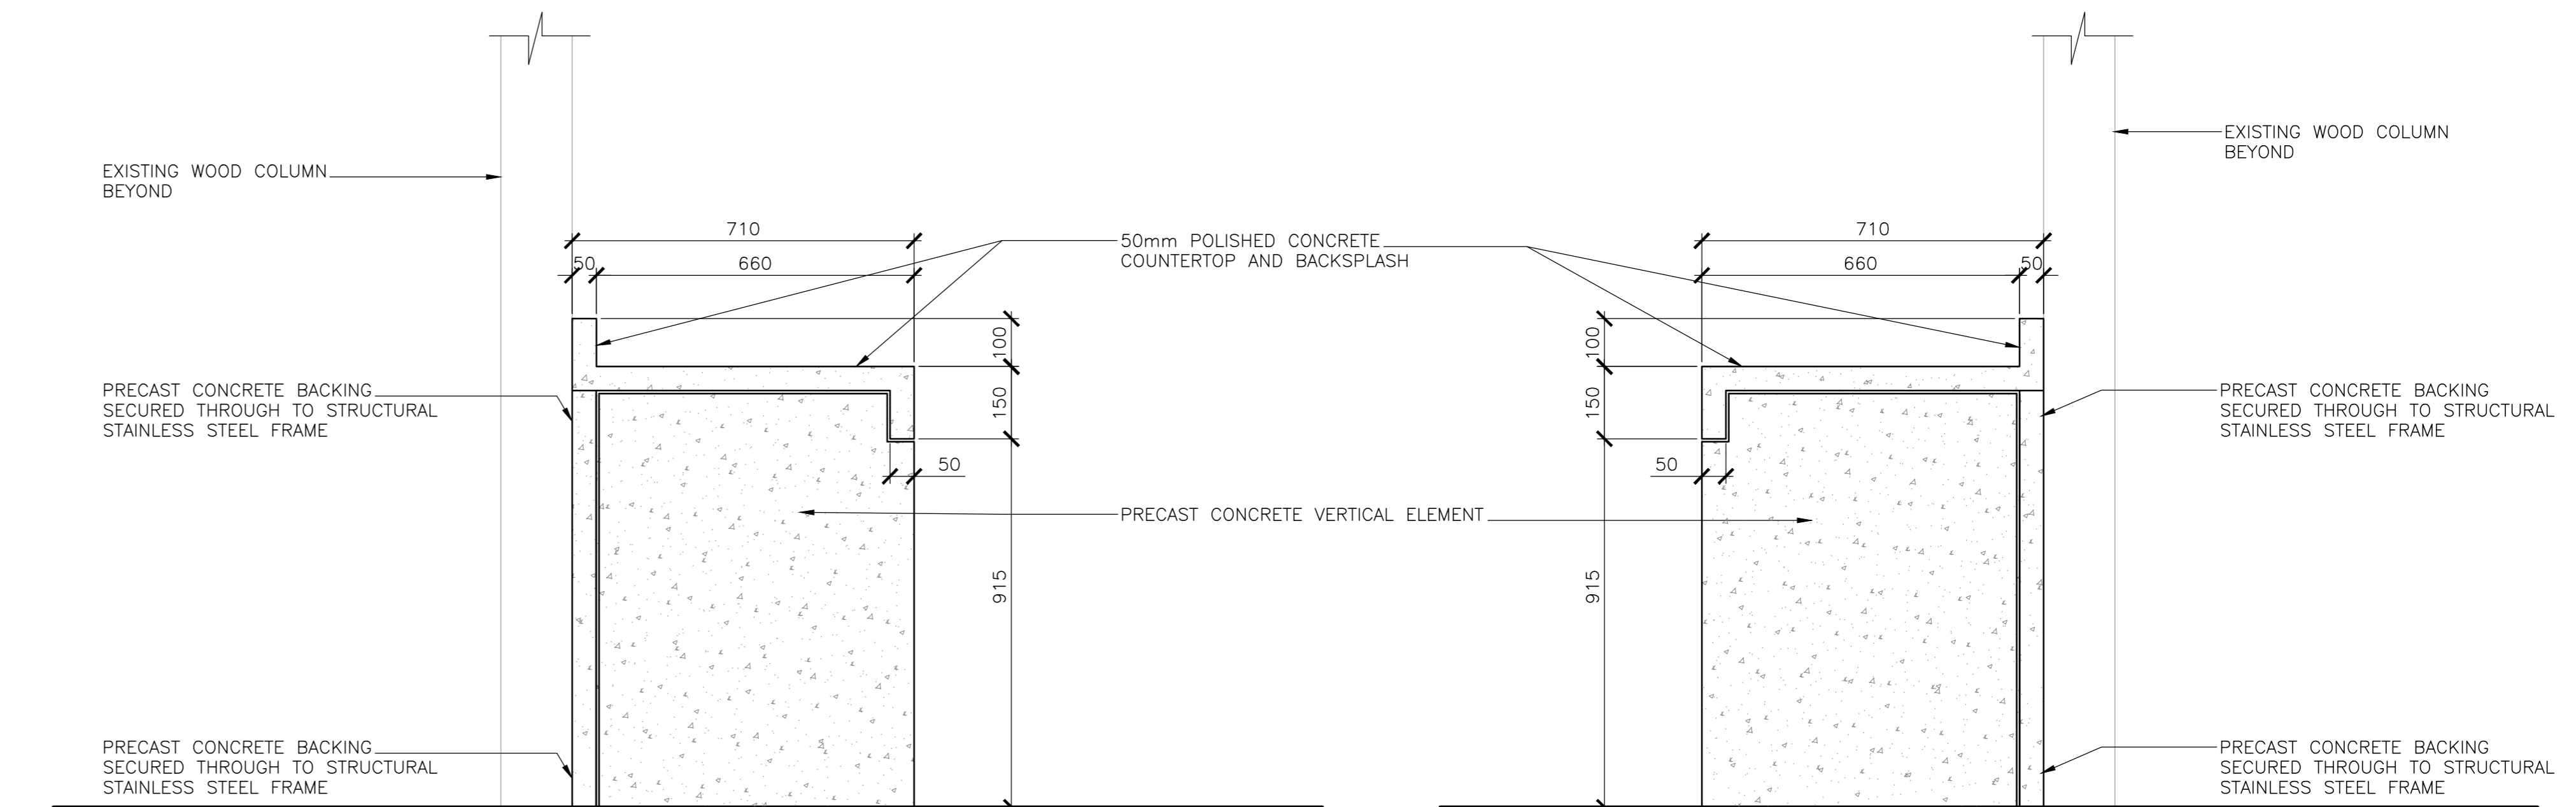 EXISTING WOOD COLUMN
BEYOND
EXISTING WOOD COLUMN
BEYOND
710
50
660
50mm POLISHED CONCRETE
COUNTERTOP AND BACKSPLASH
710
660
50
100
150
100
150
PRECAST CONCRETE BACKING
SECURED THROUGH TO STRUCTURAL
STAINLESS STEEL FRAME
PRECAST CONCRETE BACKING
SECURED THROUGH TO STRUCTURAL
STAINLESS STEEL FRAME
50
50
PRECAST CONCRETE VERTICAL ELEMENT
915
915
PRECAST CONCRETE BACKING
SECURED THROUGH TO STRUCTURAL
STAINLESS STEEL FRAME
PRECAST CONCRETE BACKING
SECURED THROUGH TO STRUCTURAL
STAINLESS STEEL FRAME